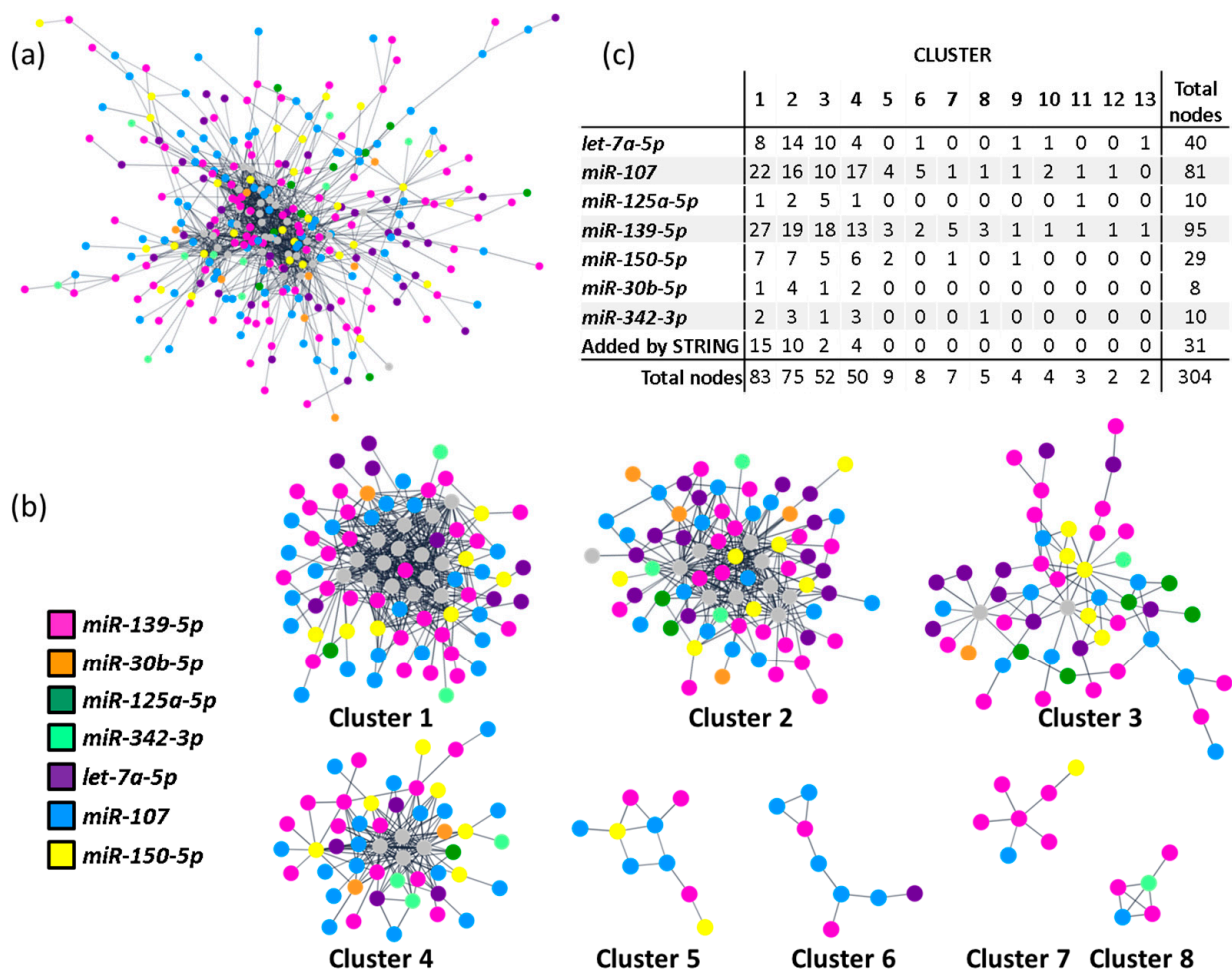 (a)
(c)
CLUSTER
1 2 3 4 5 6 7 8 9 10 11 12 13 Total nodes
let-7a-5p 8 14 10 4 0 1 0 0 1 1 0 0 1 40
miR-107 22 16 10 17 4 5 1 1 1 2 1 1 0 81
miR-125a-5p 1 2 5 1 0 0 0 0 0 0 1 0 0 10
miR-139-5p 27 19 18 13 3 2 5 3 1 1 1 1 1 95
miR-150-5p 7 7 5 6 2 0 1 0 1 0 0 0 0 29
miR-30b-5p 1 4 1 2 0 0 0 0 0 0 0 0 0 8
miR-342-3p 2 3 1 3 0 0 0 1 0 0 0 0 0 10
Added by STRING 15 10 2 4 0 0 0 0 0 0 0 0 0 31
Total nodes 83 75 52 50 9 8 7 5 4 4 3 2 2 304
(b)
miR-139-5p
miR-30b-5p
miR-125a-5p
miR-342-3p
let-7a-5p
miR-107
miR-150-5p
Cluster 1
Cluster 2
Cluster 3
Cluster 4
Cluster 5
Cluster 6
Cluster 7
Cluster 8